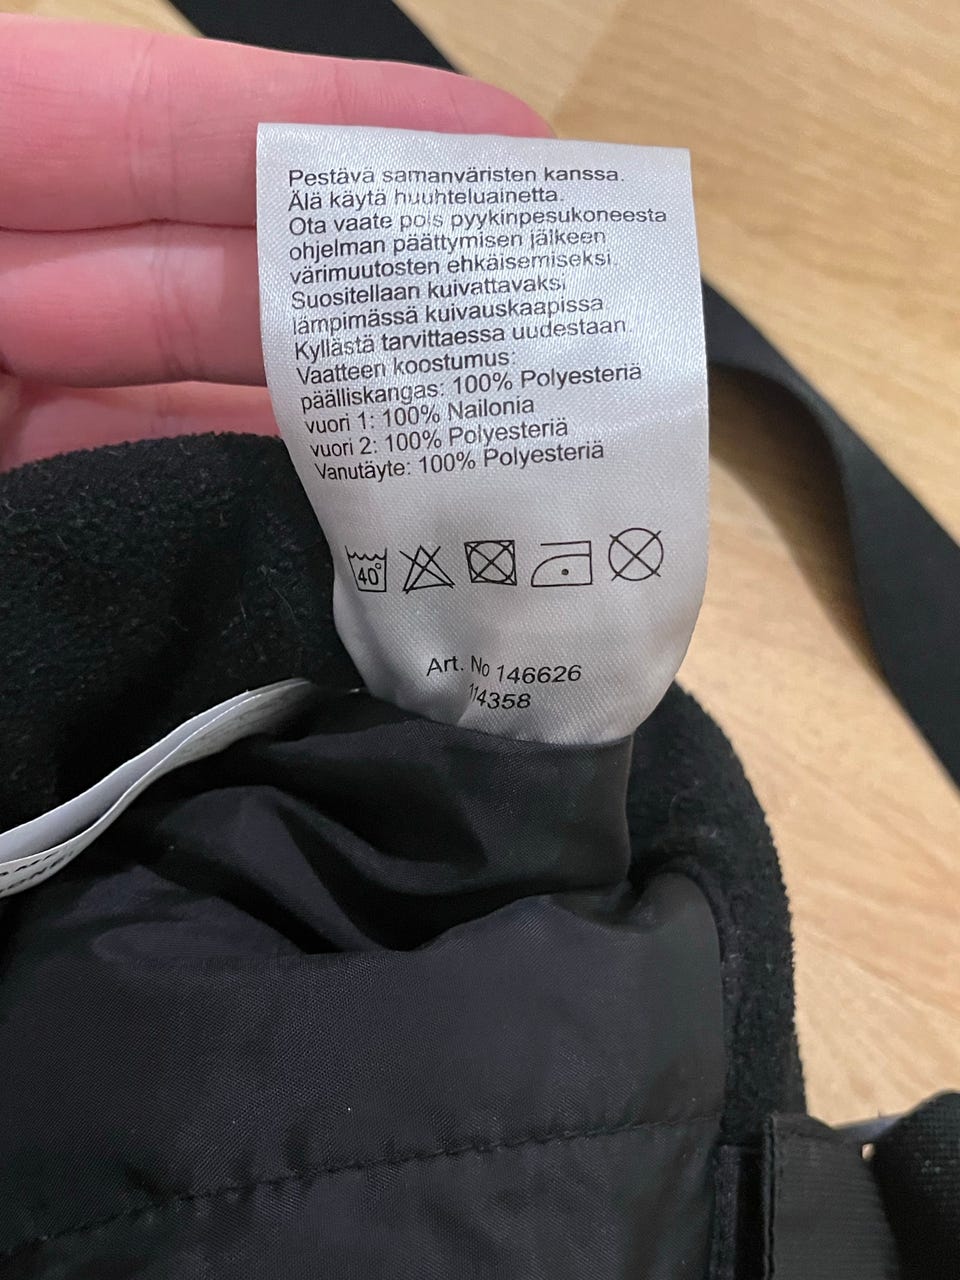 Pestävä samanväristen kanssa.
Älä käytä huuhteluainetta.
Ota vaate pois pyykinpesukoneesta
ohjelman päättymisen jälkeen
värimuutosten ehkäisemiseksi.
Suositellaan kuivattavaksi
lämpimässä kuivauskaapissa
Kyllästä tarvittaessa uudestaan.
Vaatteen koostumus:
päälliskangas: 100% Polyesteriä
vuori 1: 100% Nailonia
vuori 2: 100% Polyesteriä
Vanutäyte: 100% Polyesteriä
40°
Art. No 146626
114358